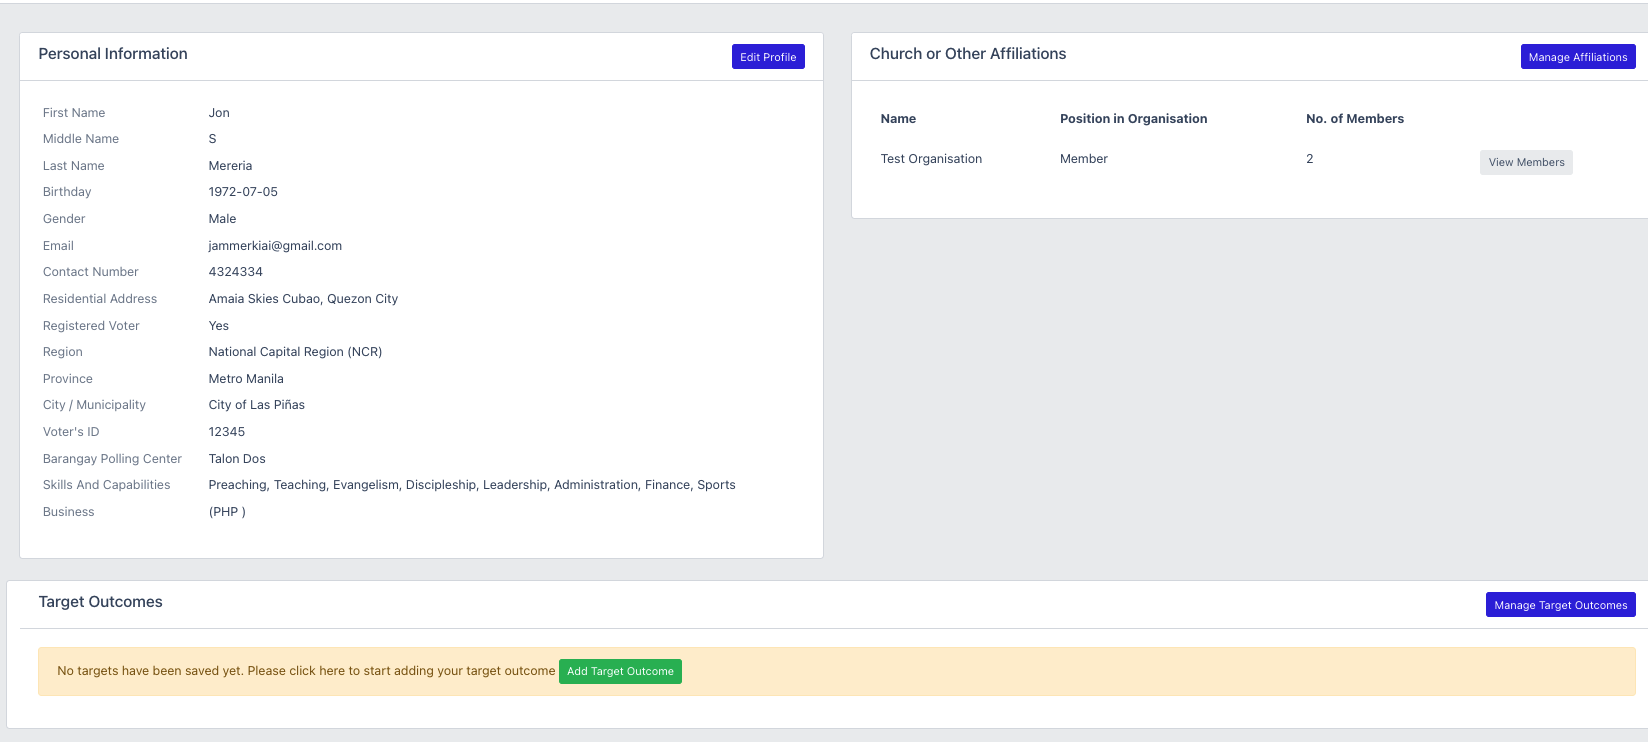 Personal Information
Edit Profile
First Name Jon
Middle Name S
Last Name Mereria
Birthday 1972-07-05
Gender Male
Email jammerkiai@gmail.com
Contact Number 4324334
Residential Address Amaia Skies Cubao, Quezon City
Registered Voter Yes
Region National Capital Region (NCR)
Province Metro Manila
City / Municipality City of Las Piñas
Voter's ID 12345
Barangay Polling Center Talon Dos
Skills And Capabilities Preaching, Teaching, Evangelism, Discipleship, Leadership, Administration, Finance, Sports
Business (PHP )
Church or Other Affiliations
Manage Affiliations
Name Position in Organisation No. of Members
Test Organisation Member 2 View Members
Target Outcomes
Manage Target Outcomes
No targets have been saved yet. Please click here to start adding your target outcome Add Target Outcome